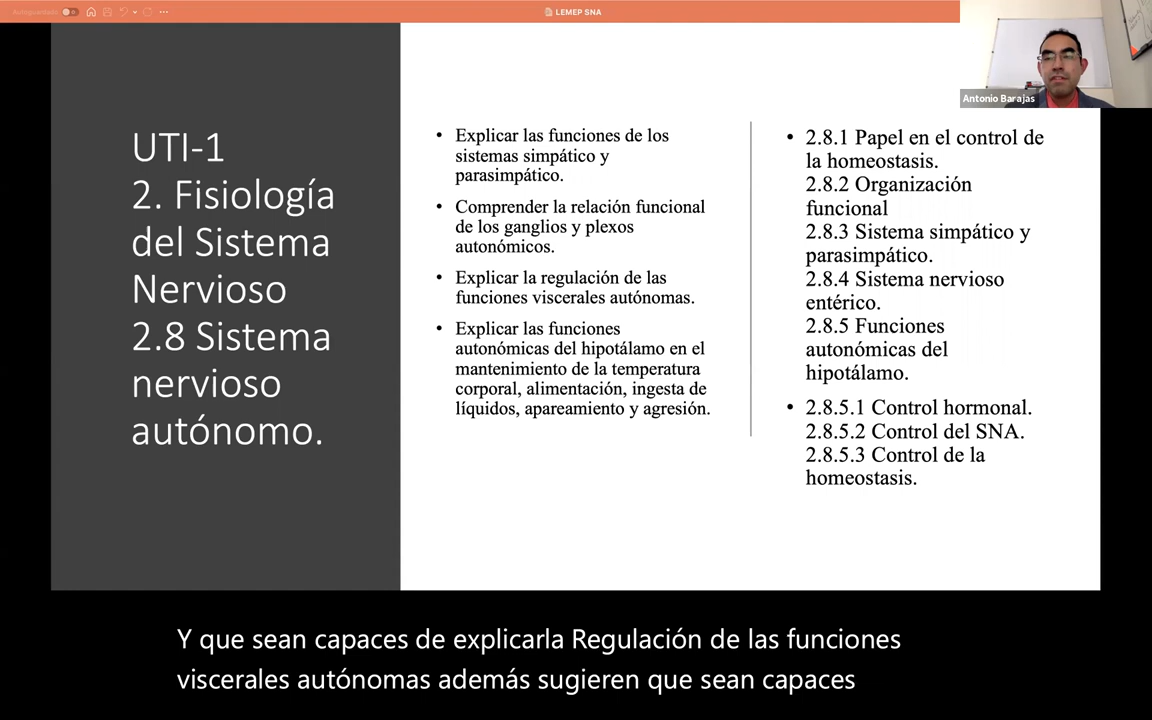 Autoguardado
LEMEP SNA
Antonio Barajas
UTI-1
2. Fisiología
del Sistema
Nervioso
2.8 Sistema
nervioso
autónomo.
• Explicar las funciones de los
sistemas simpático y
parasimpático.
• Comprender la relación funcional
de los ganglios y plexos
autonómicos.
• Explicar la regulación de las
funciones viscerales autónomas.
• Explicar las funciones
autonómicas del hipotálamo en el
mantenimiento de la temperatura
corporal, alimentación, ingesta de
líquidos, apareamiento y agresión.
• 2.8.1 Papel en el control de
la homeostasis.
2.8.2 Organización
funcional
2.8.3 Sistema simpático y
parasimpático.
2.8.4 Sistema nervioso
entérico.
2.8.5 Funciones
autonómicas del
hipotálamo.
• 2.8.5.1 Control hormonal.
2.8.5.2 Control del SNA.
2.8.5.3 Control de la
homeostasis.
Y que sean capaces de explicarla Regulación de las funciones
viscerales autónomas además sugieren que sean capaces